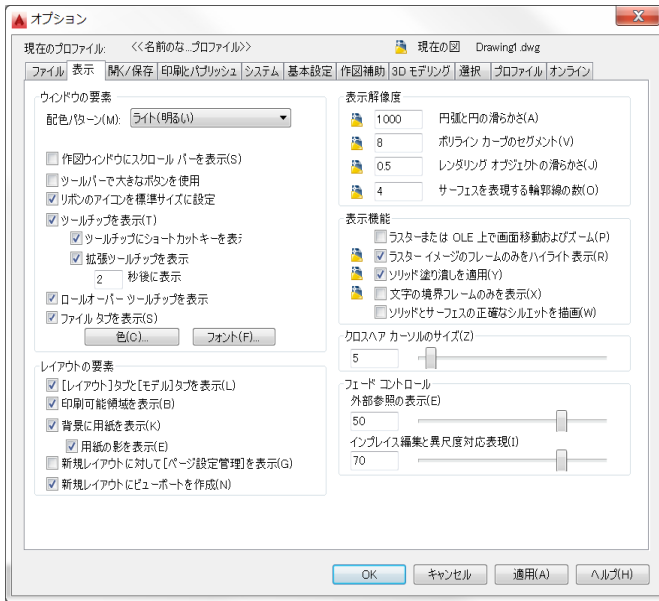 オプション
現在のプロファイル: <<名前のな...プロファイル>> 現在の図 Drawing1.dwg
ファイル 表示 開く/保存 印刷とパブリッシュ システム 基本設定 作図補助 3D モデリング 選択 プロファイル オンライン
ウィンドウの要素
配色パターン(M): ライト(明るい)
作図ウィンドウにスクロール バーを表示(S)
ツールバーで大きなボタンを使用
リボンのアイコンを標準サイズに設定
ツールチップを表示(T)
ツールチップにショートカットキーを表
拡張ツールチップを表示
2 秒後に表示
ロールオーバー ツールチップを表示
ファイル タブを表示(S)
色(C)... フォント(F)...
レイアウトの要素
[レイアウト]タブと[モデル]タブを表示(L)
印刷可能領域を表示(B)
背景に用紙を表示(K)
用紙の影を表示(E)
新規レイアウトに対して[ページ設定管理]を表示(G)
新規レイアウトにビューポートを作成(N)
表示解像度
1000 円弧と円の滑らかさ(A)
8 ポリライン カーブのセグメント(V)
0.5 レンダリング オブジェクトの滑らかさ(J)
4 サーフェスを表現する輪郭線の数(O)
表示機能
ラスターまたは OLE 上で画面移動およびズーム(P)
ラスター イメージのフレームのみをハイライト表示(R)
ソリッド塗り潰しを適用(Y)
文字の境界フレームのみを表示(X)
ソリッドとサーフェスの正確なシルエットを描画(W)
クロスヘア カーソルのサイズ(Z)
5
フェード コントロール
外部参照の表示(E)
50
インプレイス編集と異尺度対応表現(I)
70
OK キャンセル 適用(A) ヘルプ(H)